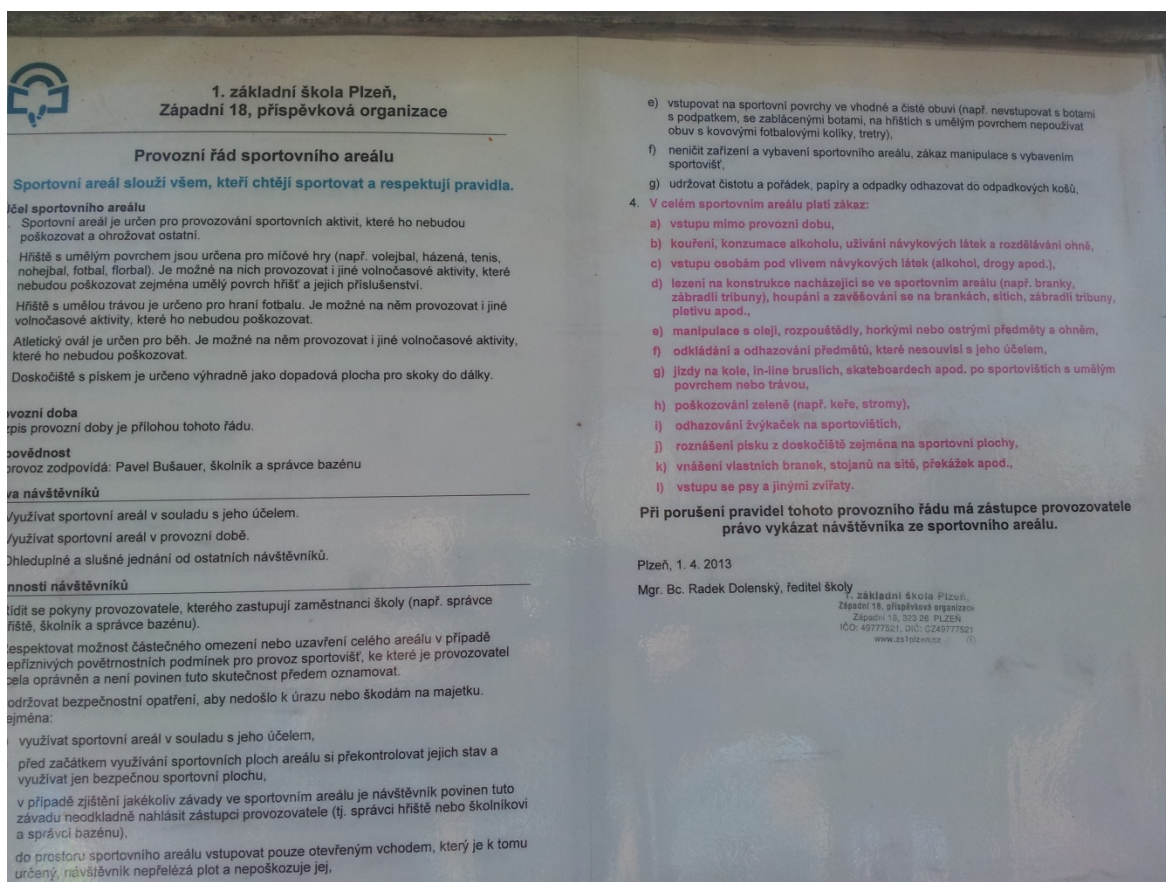 1. základní škola Plzeň,
Západní 18, příspěvková organizace
Provozní řád sportovního areálu
Sportovní areál slouží všem, kteří chtějí sportovat a respektují pravidla.
čel sportovního areálu
Sportovní areál je určen pro provozování sportovních aktivit, které ho nebudou
poškozovat a ohrožovat ostatní.
Hřiště s umělým povrchem jsou určena pro míčové hry (např. volejbal, házená, tenis,
nohejbal, fotbal, florbal). Je možné na nich provozovat i jiné volnočasové aktivity, které
nebudou poškozovat zejména umělý povrch hřišť a jejich příslušenství.
Hřiště s umělou trávou je určeno pro hraní fotbalu. Je možné na něm provozovat i jiné
volnočasové aktivity, které ho nebudou poškozovat.
Atletický ovál je určen pro běh. Je možné na něm provozovat i jiné volnočasové aktivity,
které ho nebudou poškozovat.
Doskočiště s pískem je určeno výhradně jako dopadová plocha pro skoky do dálky.
vozní doba
zpis provozní doby je přílohou tohoto řádu.
povědnost
provoz zodpovídá: Pavel Bušauer, školník a správce bazénu
va návštěvníků
Využívat sportovní areál v souladu s jeho účelem.
Využívat sportovní areál v provozní době.
Ohleduplné a slušné jednání od ostatních návštěvníků.
nnosti návštěvníků
řídit se pokyny provozovatele, kterého zastupují zaměstnanci školy (např. správce
řiště, školník a správce bazénu).
espektovat možnost částečného omezení nebo uzavření celého areálu v případě
epříznivých povětrnostních podmínek pro provoz sportovišť, ke které je provozovatel
cela oprávněn a není povinen tuto skutečnost předem oznamovat.
održovat bezpečnostní opatření, aby nedošlo k úrazu nebo škodám na majetku.
ejména:
využívat sportovní areál v souladu s jeho účelem,
před začátkem využívání sportovních ploch areálu si překontrolovat jejich stav a
využívat jen bezpečnou sportovní plochu,
v případě zjištění jakékoliv závady ve sportovním areálu je návštěvník povinen tuto
závadu neodkladně nahlásit zástupci provozovatele (tj. správci hřiště nebo školníkovi
a správci bazénu),
do prostoru sportovního areálu vstupovat pouze otevřeným vchodem, který je k tomu
určený, návštěvník nepřelézá plot a nepoškozuje jej,
e) vstupovat na sportovní povrchy ve vhodné a čisté obuvi (např. nevstupovat s botami
s podpatkem, se zablácenými botami, na hřištích s umělým povrchem nepoužívat
obuv s kovovými fotbalovými kolíky, tretry),
f) neničit zařízení a vybavení sportovního areálu, zákaz manipulace s vybavením
sportovišť,
g) udržovat čistotu a pořádek, papíry a odpadky odhazovat do odpadkových košů,
4. V celém sportovním areálu platí zákaz:
a) vstupu mimo provozní dobu,
b) kouření, konzumace alkoholu, užívání návykových látek a rozdělávání ohně,
c) vstupu osobám pod vlivem návykových látek (alkohol, drogy apod.),
d) lezení na konstrukce nacházející se ve sportovním areálu (např. branky,
zábradlí tribuny), houpání a zavěšování se na brankách, sítích, zábradlí tribuny,
pletivu apod.,
e) manipulace s oleji, rozpouštědly, horkými nebo ostrými předměty a ohněm,
f) odkládání a odhazování předmětů, které nesouvisí s jeho účelem,
g) jízdy na kole, in-line bruslích, skateboardech apod. po sportovištích s umělým
povrchem nebo trávou,
h) poškozování zeleně (např. keře, stromy),
i) odhazování žvýkaček na sportovištích,
j) roznášení písku z doskočiště zejména na sportovní plochy,
k) vnášení vlastních branek, stojanů na sítě, překážek apod.,
l) vstupu se psy a jinými zvířaty.
Při porušení pravidel tohoto provozního řádu má zástupce provozovatele
právo vykázat návštěvníka ze sportovního areálu.
Plzeň, 1. 4. 2013
Mgr. Bc. Radek Dolenský, ředitel školy
1. základní škola Plzeň,
Západní 18, příspěvková organizace
Západní 18, 323 26 PLZEŇ
IČO: 49777521, DIČ: CZ49777521
www.zs1plzen.cz